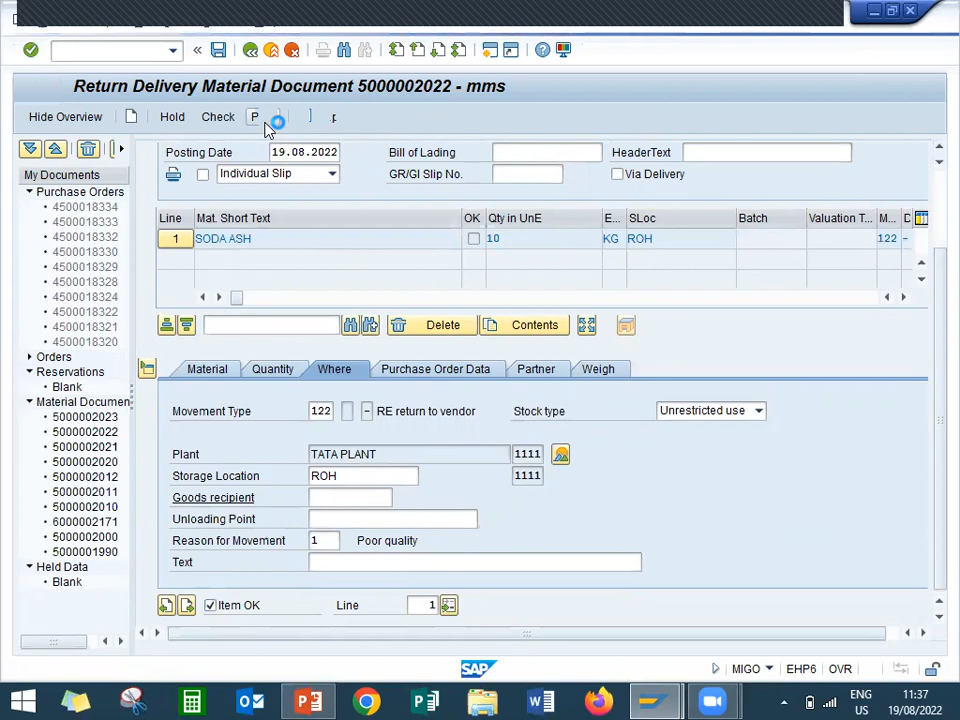 Return Delivery Material Document 5000002022 - mms
Hide Overview Hold Check P
My Documents
Purchase Orders
4500018334
4500018333
4500018332
4500018330
4500018329
4500018328
4500018324
4500018322
4500018321
4500018320
Orders
Reservations
Blank
Material Documen
5000002023
5000002022
5000002021
5000002020
5000002012
5000002011
5000002010
6000002171
5000002000
5000001990
Held Data
Blank
Posting Date 19.08.2022 Bill of Lading HeaderText
Individual Slip GR/GI Slip No. Via Delivery
Line Mat. Short Text OK Qty in UnE E... SLoc Batch Valuation T... M... D
1 SODA ASH 10 KG ROH 122 -
Delete Contents
Material Quantity Where Purchase Order Data Partner Weigh
Movement Type 122 - RE return to vendor Stock type Unrestricted use
Plant TATA PLANT 1111
Storage Location ROH 1111
Goods recipient
Unloading Point
Reason for Movement 1 Poor quality
Text
Item OK Line 1
SAP MIGO EHP6 OVR
ENG 11:37
US 19/08/2022